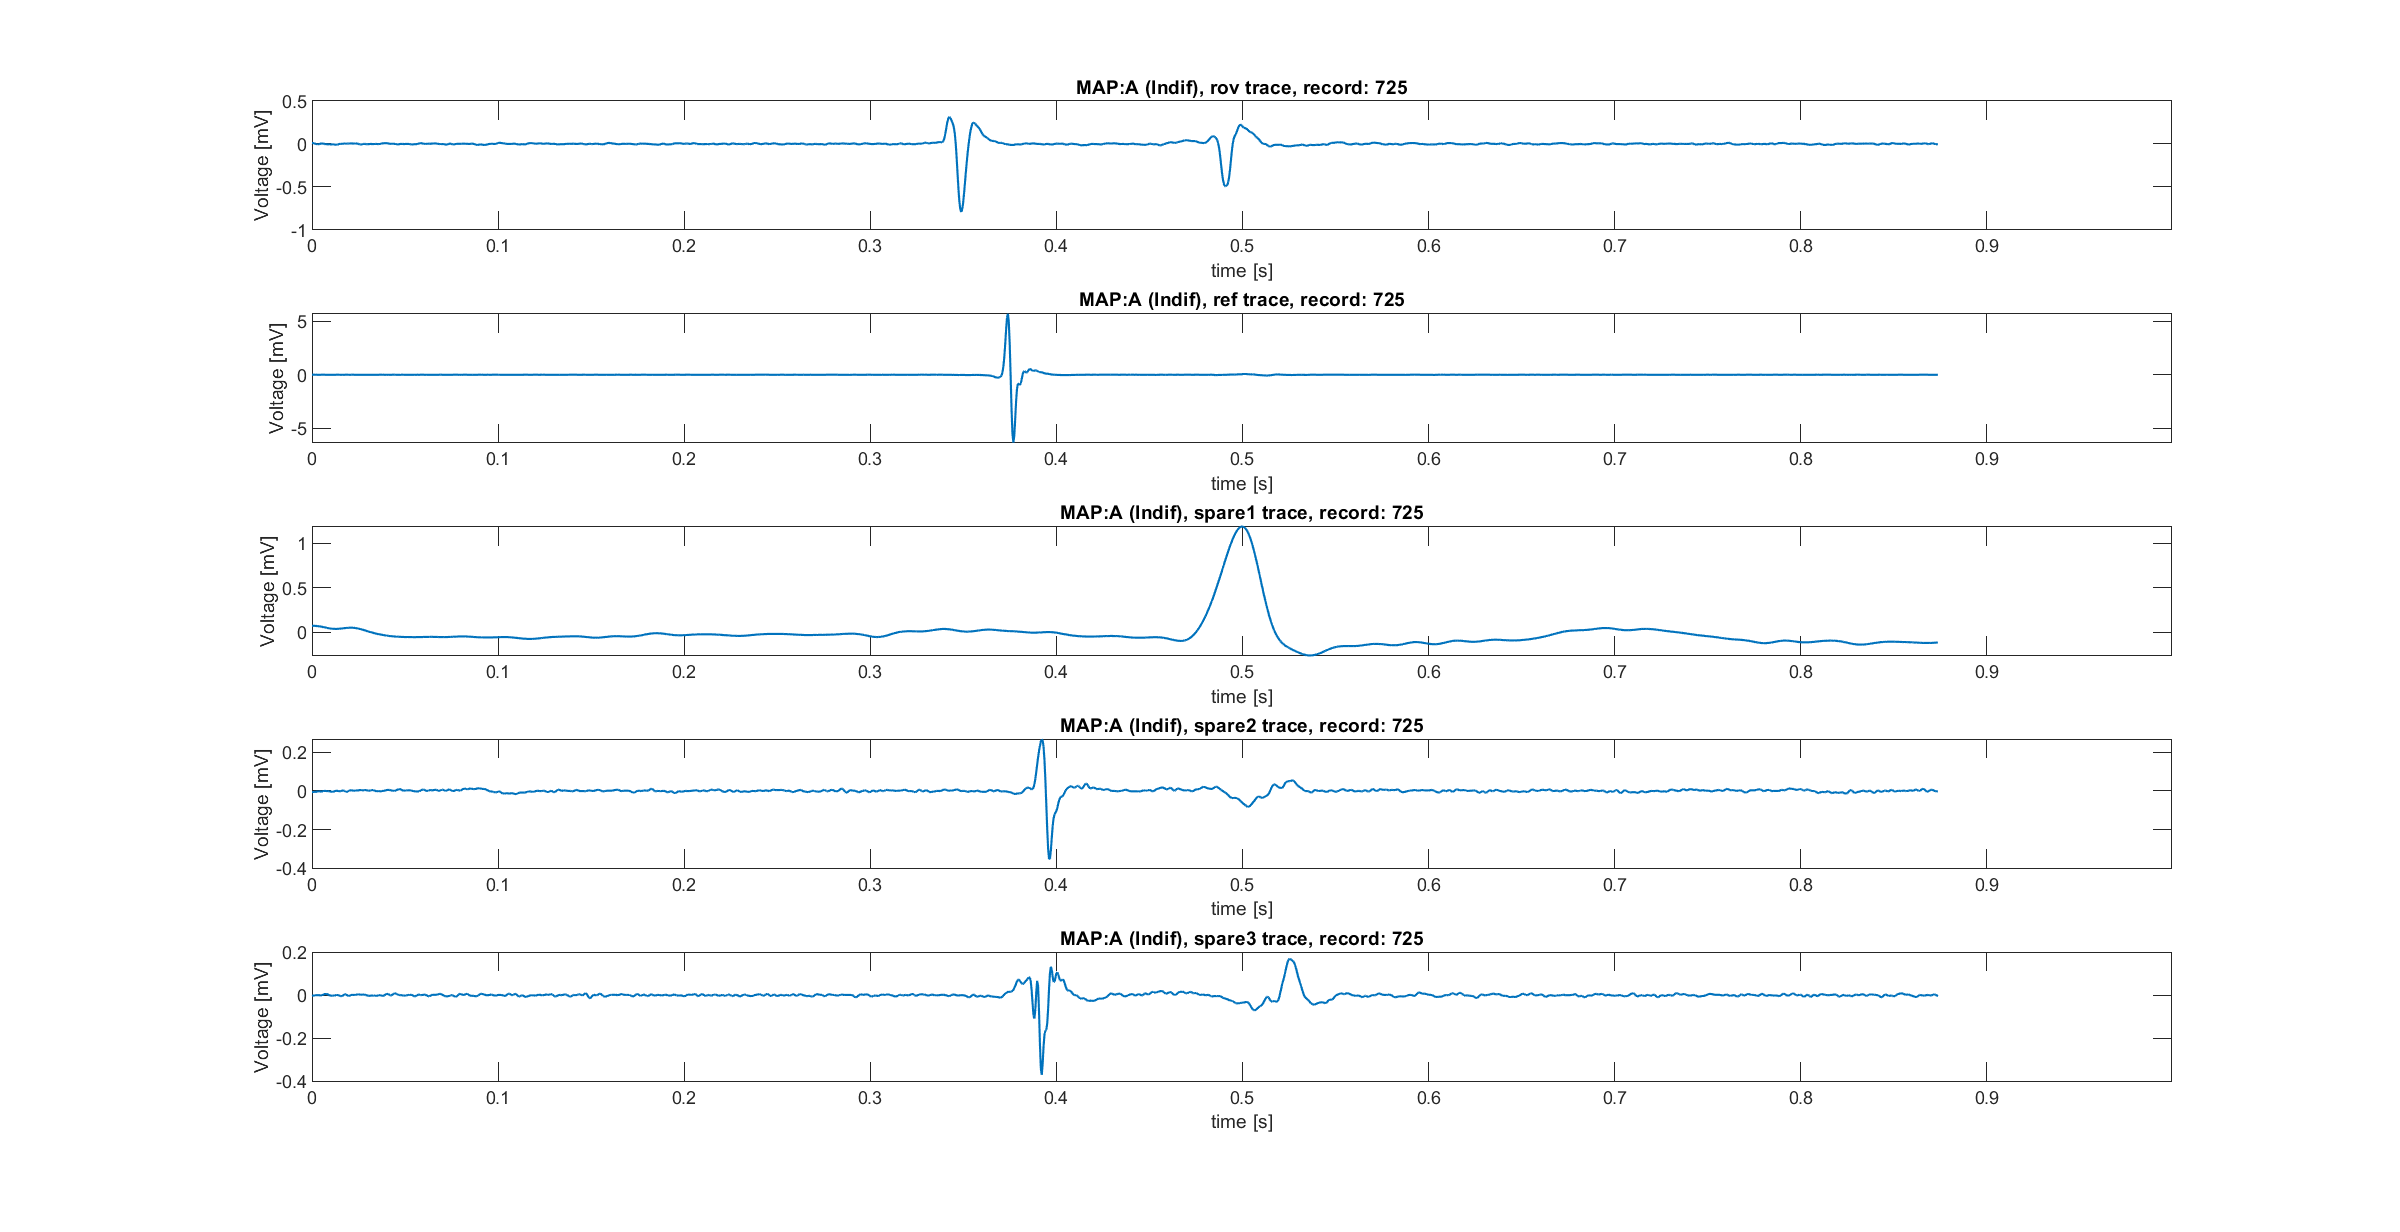 MAP:A (Indif), rov trace, record: 725
Voltage [mV]
0.5
0
-0.5
-1
0 0.1 0.2 0.3 0.4 0.5 0.6 0.7 0.8 0.9
time [s]
MAP:A (Indif), ref trace, record: 725
Voltage [mV]
5
0
-5
0 0.1 0.2 0.3 0.4 0.5 0.6 0.7 0.8 0.9
time [s]
MAP:A (Indif), spare1 trace, record: 725
Voltage [mV]
1
0.5
0
0 0.1 0.2 0.3 0.4 0.5 0.6 0.7 0.8 0.9
time [s]
MAP:A (Indif), spare2 trace, record: 725
Voltage [mV]
0.2
0
-0.2
-0.4
0 0.1 0.2 0.3 0.4 0.5 0.6 0.7 0.8 0.9
time [s]
MAP:A (Indif), spare3 trace, record: 725
Voltage [mV]
0.2
0
-0.2
-0.4
0 0.1 0.2 0.3 0.4 0.5 0.6 0.7 0.8 0.9
time [s]